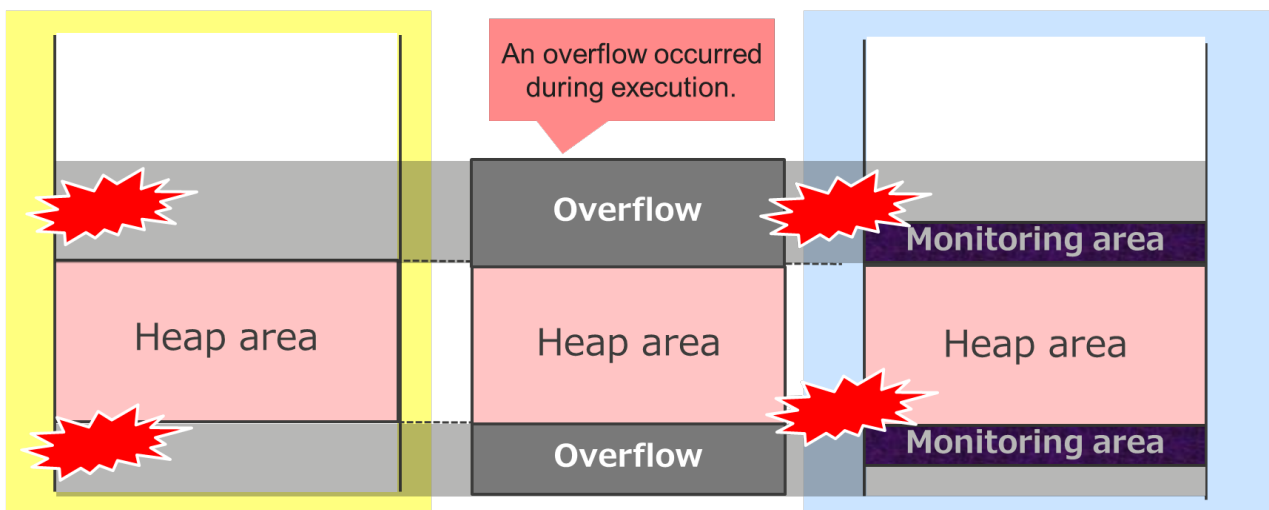 An overflow occurred
during execution.
Overflow
Monitoring area
Heap area
Heap area
Heap area
Overflow
Monitoring area